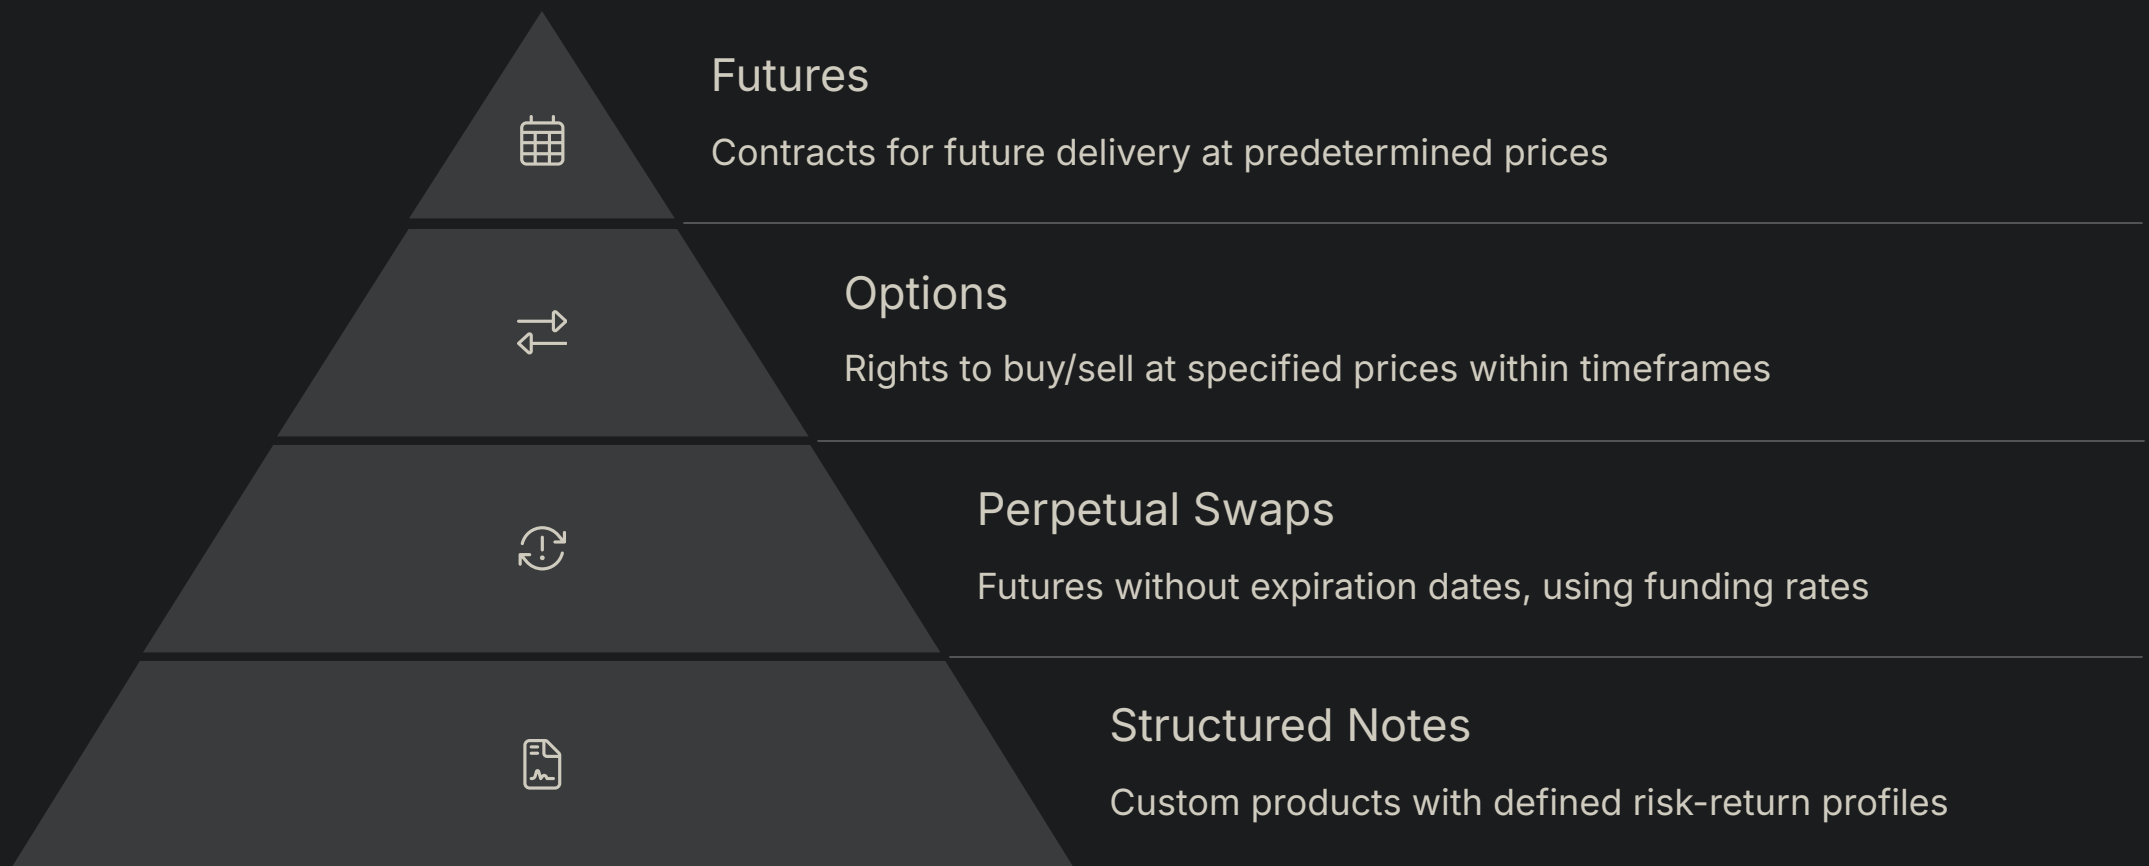 Futures
Contracts for future delivery at predetermined prices
Options
Rights to buy/sell at specified prices within timeframes
Perpetual Swaps
Futures without expiration dates, using funding rates
Structured Notes
Custom products with defined risk-return profiles